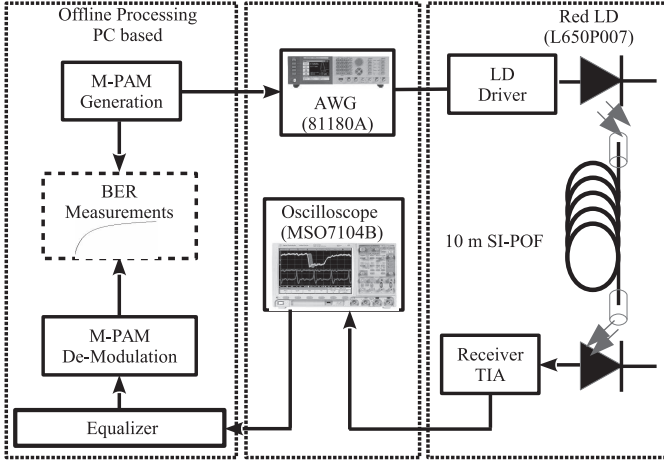 Offline Processing
PC based
M-PAM
Generation
BER
Measurements
M-PAM
De-Modulation
Equalizer
AWG
(81180A)
Oscilloscope
(MSO7104B)
Red LD
(L650P007)
LD
Driver
10 m SI-POF
Receiver
TIA